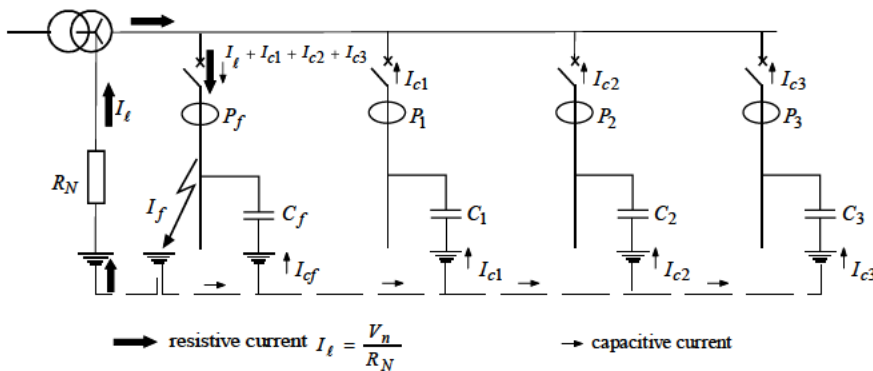 I_ℓ + I_c1 + I_c2 + I_c3
I_c1
I_c2
I_c3
I_ℓ
P_f
P_1
P_2
P_3
R_N
I_f
C_f
C_1
C_2
C_3
I_cf
I_c1
I_c2
I_c3
resistive current I_ℓ = V_n / R_N
capacitive current